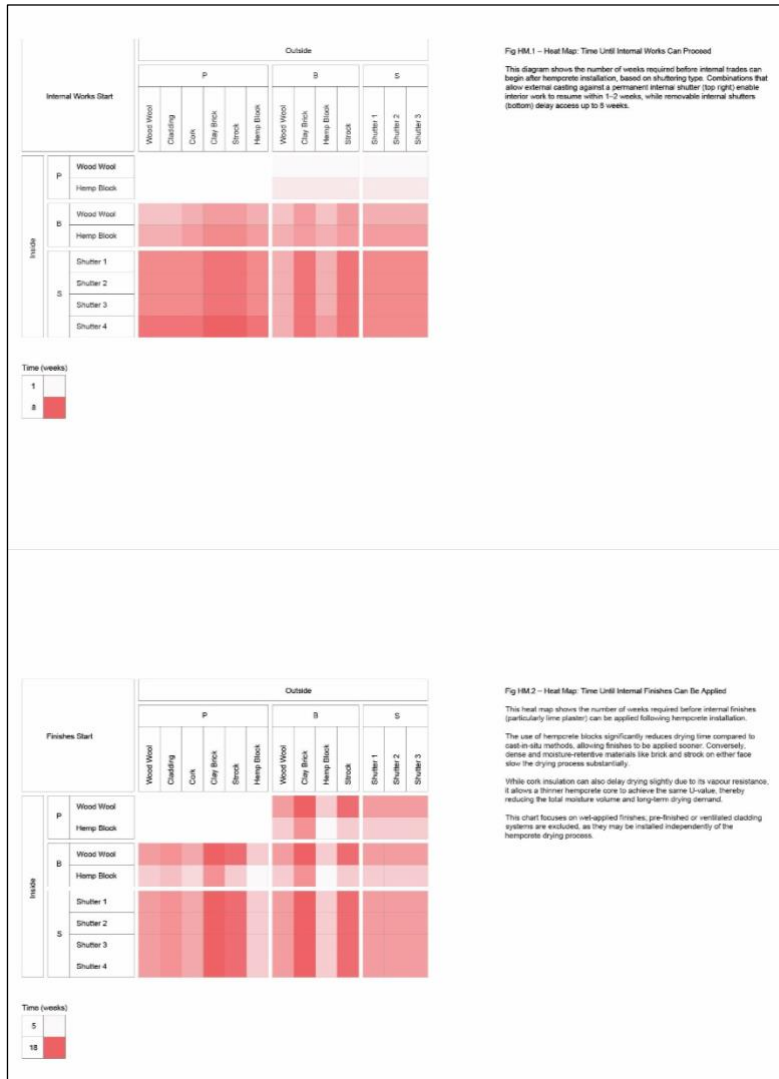 Outside
Internal Works Start
P
B
S
Wood Wool
Cladding
Cork
Clay Brick
Strock
Hemp Block
Wood Wool
Clay Brick
Hemp Block
Strock
Shutter 1
Shutter 2
Shutter 3
Inside
P
Wood Wool
Hemp Block
B
Wood Wool
Hemp Block
S
Shutter 1
Shutter 2
Shutter 3
Shutter 4
Time (weeks)
1
8
Fig HM.1 – Heat Map: Time Until Internal Works Can Proceed
This diagram shows the number of weeks required before internal trades can
begin after hempcrete installation, based on shuttering type. Combinations that
allow external casting against a permanent internal shutter (top right) enable
interior work to resume within 1–2 weeks, while removable internal shutters
(bottom) delay access up to 8 weeks.
Outside
Finishes Start
P
B
S
Wood Wool
Cladding
Cork
Clay Brick
Strock
Hemp Block
Wood Wool
Clay Brick
Hemp Block
Strock
Shutter 1
Shutter 2
Shutter 3
Inside
P
Wood Wool
Hemp Block
B
Wood Wool
Hemp Block
S
Shutter 1
Shutter 2
Shutter 3
Shutter 4
Time (weeks)
5
18
Fig HM.2 – Heat Map: Time Until Internal Finishes Can Be Applied
This heat map shows the number of weeks required before internal finishes
(particularly lime plaster) can be applied following hempcrete installation.
The use of hempcrete blocks significantly reduces drying time compared to
cast-in-situ methods, allowing finishes to be applied sooner. Conversely,
dense and moisture-retentive materials like brick and strock on either face
slow the drying process substantially.
While cork insulation can also delay drying slightly due to its vapour resistance,
it allows a thinner hempcrete core to achieve the same U-value, thereby
reducing the total moisture volume and long-term drying demand.
This chart focuses on wet-applied finishes; pre-finished or ventilated cladding
systems are excluded, as they may be installed independently of the
hempcrete drying process.